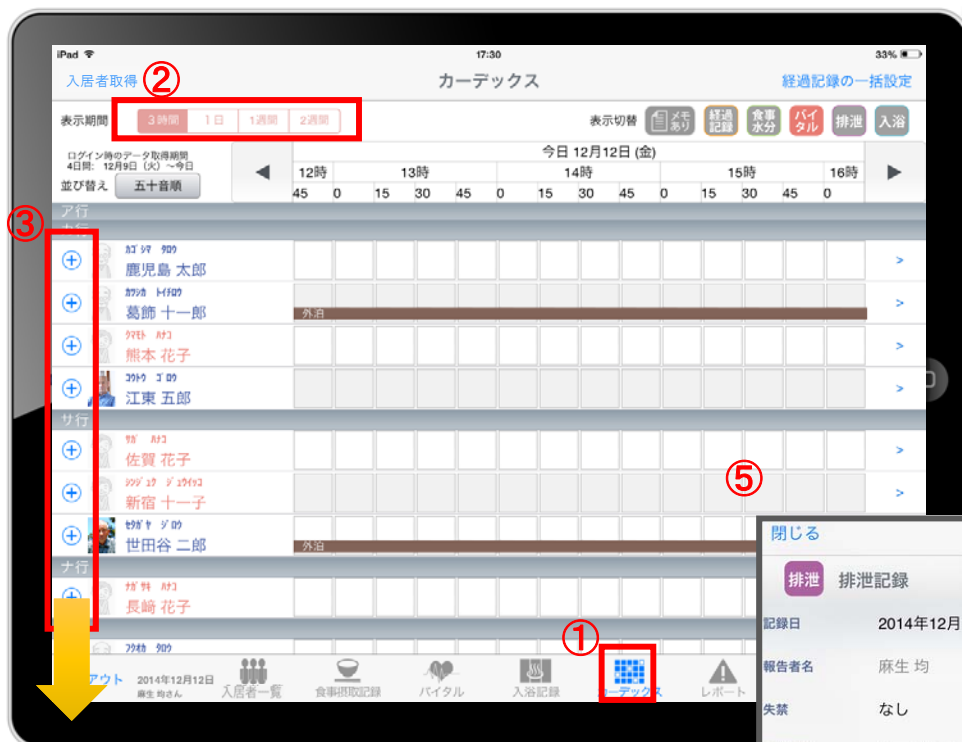 iPad 17:30 33%
入居者取得 ② カーデックス 経過記録の一括設定
表示期間 3時間 1日 1週間 2週間 表示切替 メモあり 経過記録 食事水分 バイタル 排泄 入浴
ログイン時のデータ取得期間
4日間: 12月9日（火）～今日
今日 12月12日 (金)
並び替え 五十音順
◀ 12時 13時 14時 15時 16時 ▶
45 0 15 30 45 0 15 30 45 0 15 30 45 0
ア行
③ カ行
カゴシマ タロウ
鹿児島 太郎 >
カツシカ トイチロウ
葛飾 十一郎 >
外泊
クマモト ハナコ
熊本 花子 >
コウトウ ゴロウ
江東 五郎 >
サ行
サガ ハナコ
佐賀 花子 >
⑤
シンジュク ジュウイッコ
新宿 十一子 >
セタガヤ ジロウ
世田谷 二郎
外泊
ナ行
ナガサキ ハナコ
長崎 花子
フクオカ タロウ
閉じる
排泄 排泄記録
記録日 2014年12月
報告者名 麻生 均
失禁 なし
①
アウト 2014年12月12日
麻生 均さん
入居者一覧 食事摂取記録 バイタル 入浴記録 カーデックス レポート